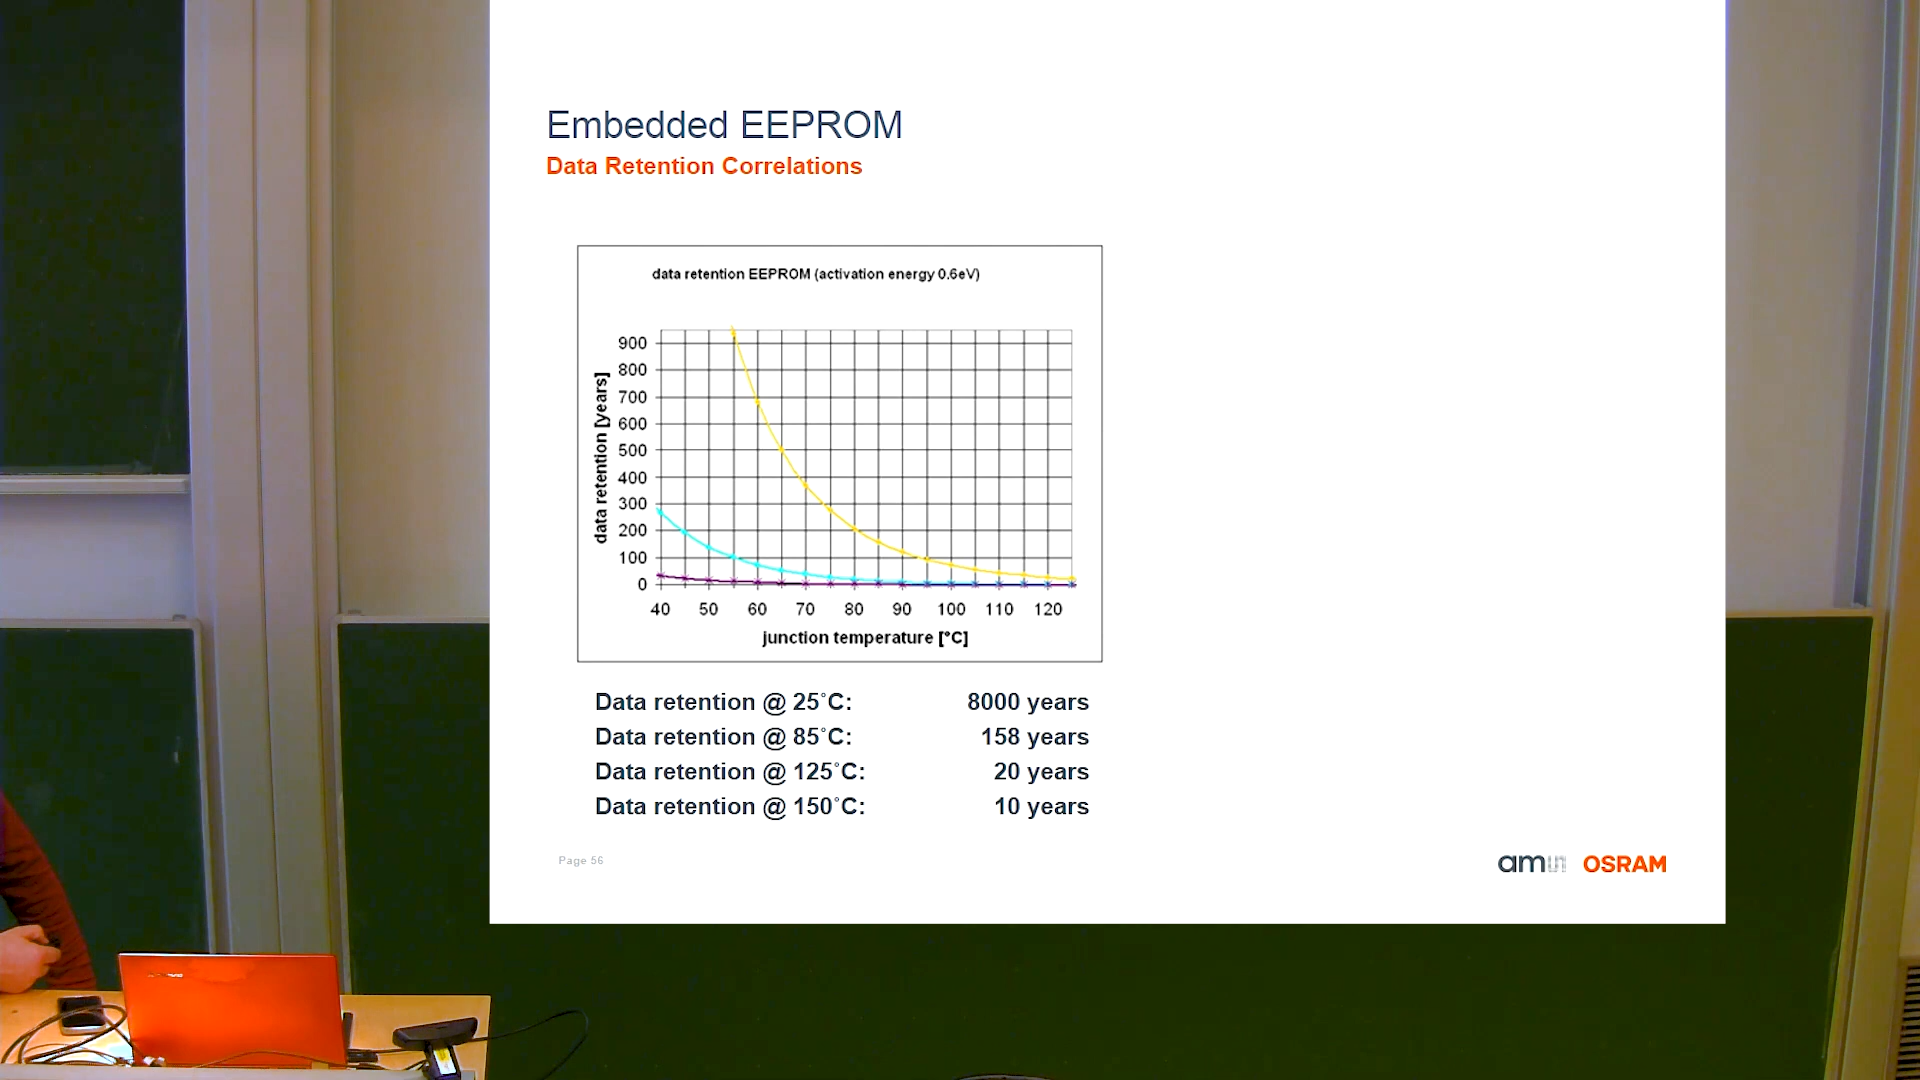 Embedded EEPROM
Data Retention Correlations
data retention EEPROM (activation energy 0.6eV)
data retention [years]
900
800
700
600
500
400
300
200
100
0
40 50 60 70 80 90 100 110 120
junction temperature [°C]
Data retention @ 25°C: 8000 years
Data retention @ 85°C: 158 years
Data retention @ 125°C: 20 years
Data retention @ 150°C: 10 years
Page 56
am OSRAM